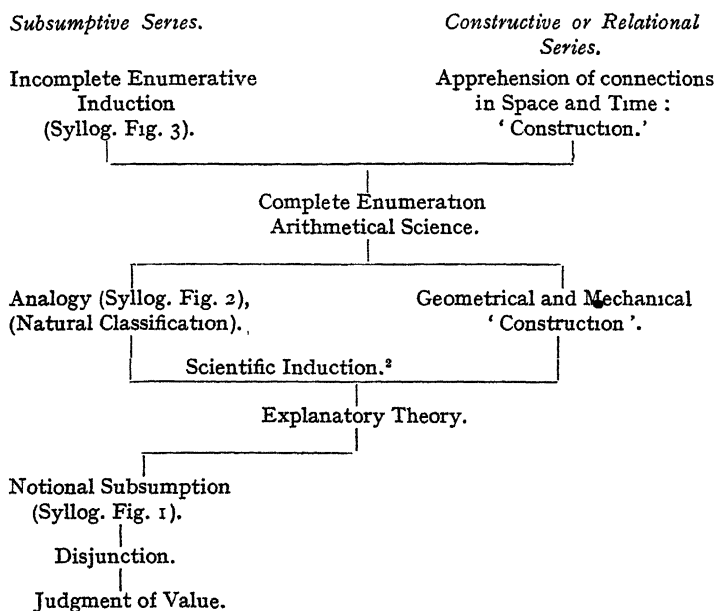 Subsumptive Series.
Constructive or Relational
Series.
Incomplete Enumerative
Induction
(Syllog. Fig. 3).
Apprehension of connections
in Space and Time :
‘ Construction.’
Complete Enumeration
Arithmetical Science.
Analogy (Syllog. Fig. 2),
(Natural Classification).
Geometrical and Mechanical
‘ Construction ’.
Scientific Induction.²
Explanatory Theory.
Notional Subsumption
(Syllog. Fig. 1).
Disjunction.
Judgment of Value.